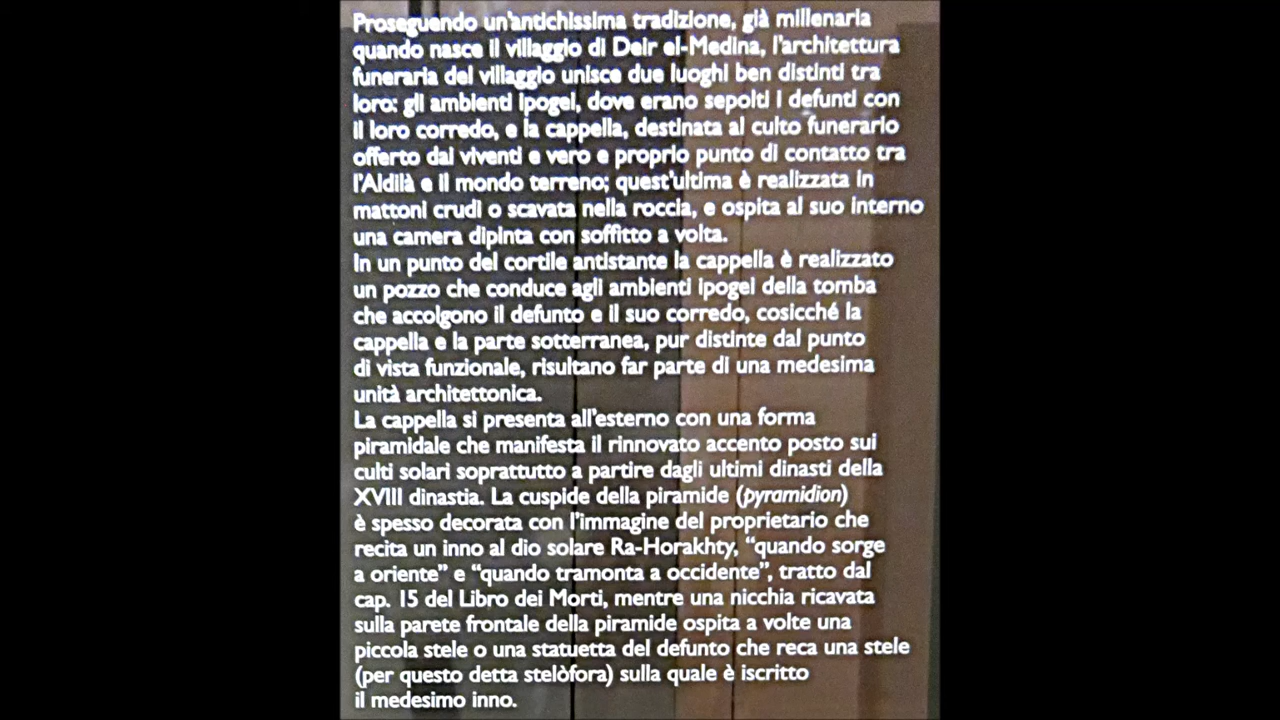 Proseguendo un'antichissima tradizione, già millenaria
quando nasce il villaggio di Deir el-Medina, l'architettura
funeraria del villaggio unisce due luoghi ben distinti tra
loro: gli ambienti ipogei, dove erano sepolti i defunti con
il loro corredo, e la cappella, destinata al culto funerario
offerto dai viventi e vero e proprio punto di contatto tra
l'Aldilà e il mondo terreno; quest'ultima è realizzata in
mattoni crudi o scavata nella roccia, e ospita al suo interno
una camera dipinta con soffitto a volta.
In un punto del cortile antistante la cappella è realizzato
un pozzo che conduce agli ambienti ipogei della tomba
che accolgono il defunto e il suo corredo, cosicché la
cappella e la parte sotterranea, pur distinte dal punto
di vista funzionale, risultano far parte di una medesima
unità architettonica.
La cappella si presenta all'esterno con una forma
piramidale che manifesta il rinnovato accento posto sui
culti solari soprattutto a partire dagli ultimi dinasti della
XVIII dinastia. La cuspide della piramide (pyramidion)
è spesso decorata con l'immagine del proprietario che
recita un inno al dio solare Ra-Horakhty, “quando sorge
a oriente” e “quando tramonta a occidente”, tratto dal
cap. 15 del Libro dei Morti, mentre una nicchia ricavata
sulla parete frontale della piramide ospita a volte una
piccola stele o una statuetta del defunto che reca una stele
(per questo detta stelòfora) sulla quale è iscritto
il medesimo inno.